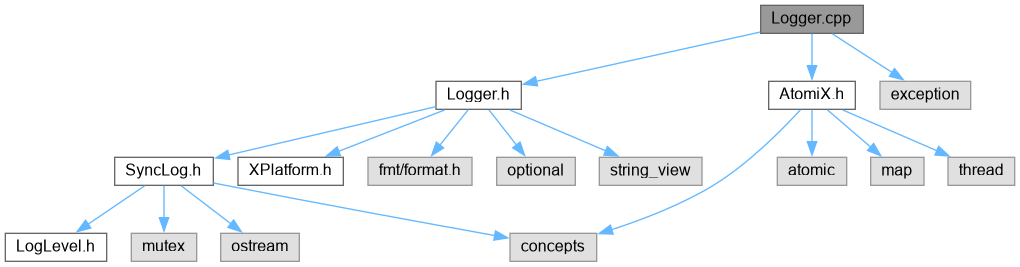 Logger.cpp
Logger.h
AtomiX.h
exception
SyncLog.h
XPlatform.h
fmt/format.h
optional
string_view
atomic
map
thread
LogLevel.h
mutex
ostream
concepts